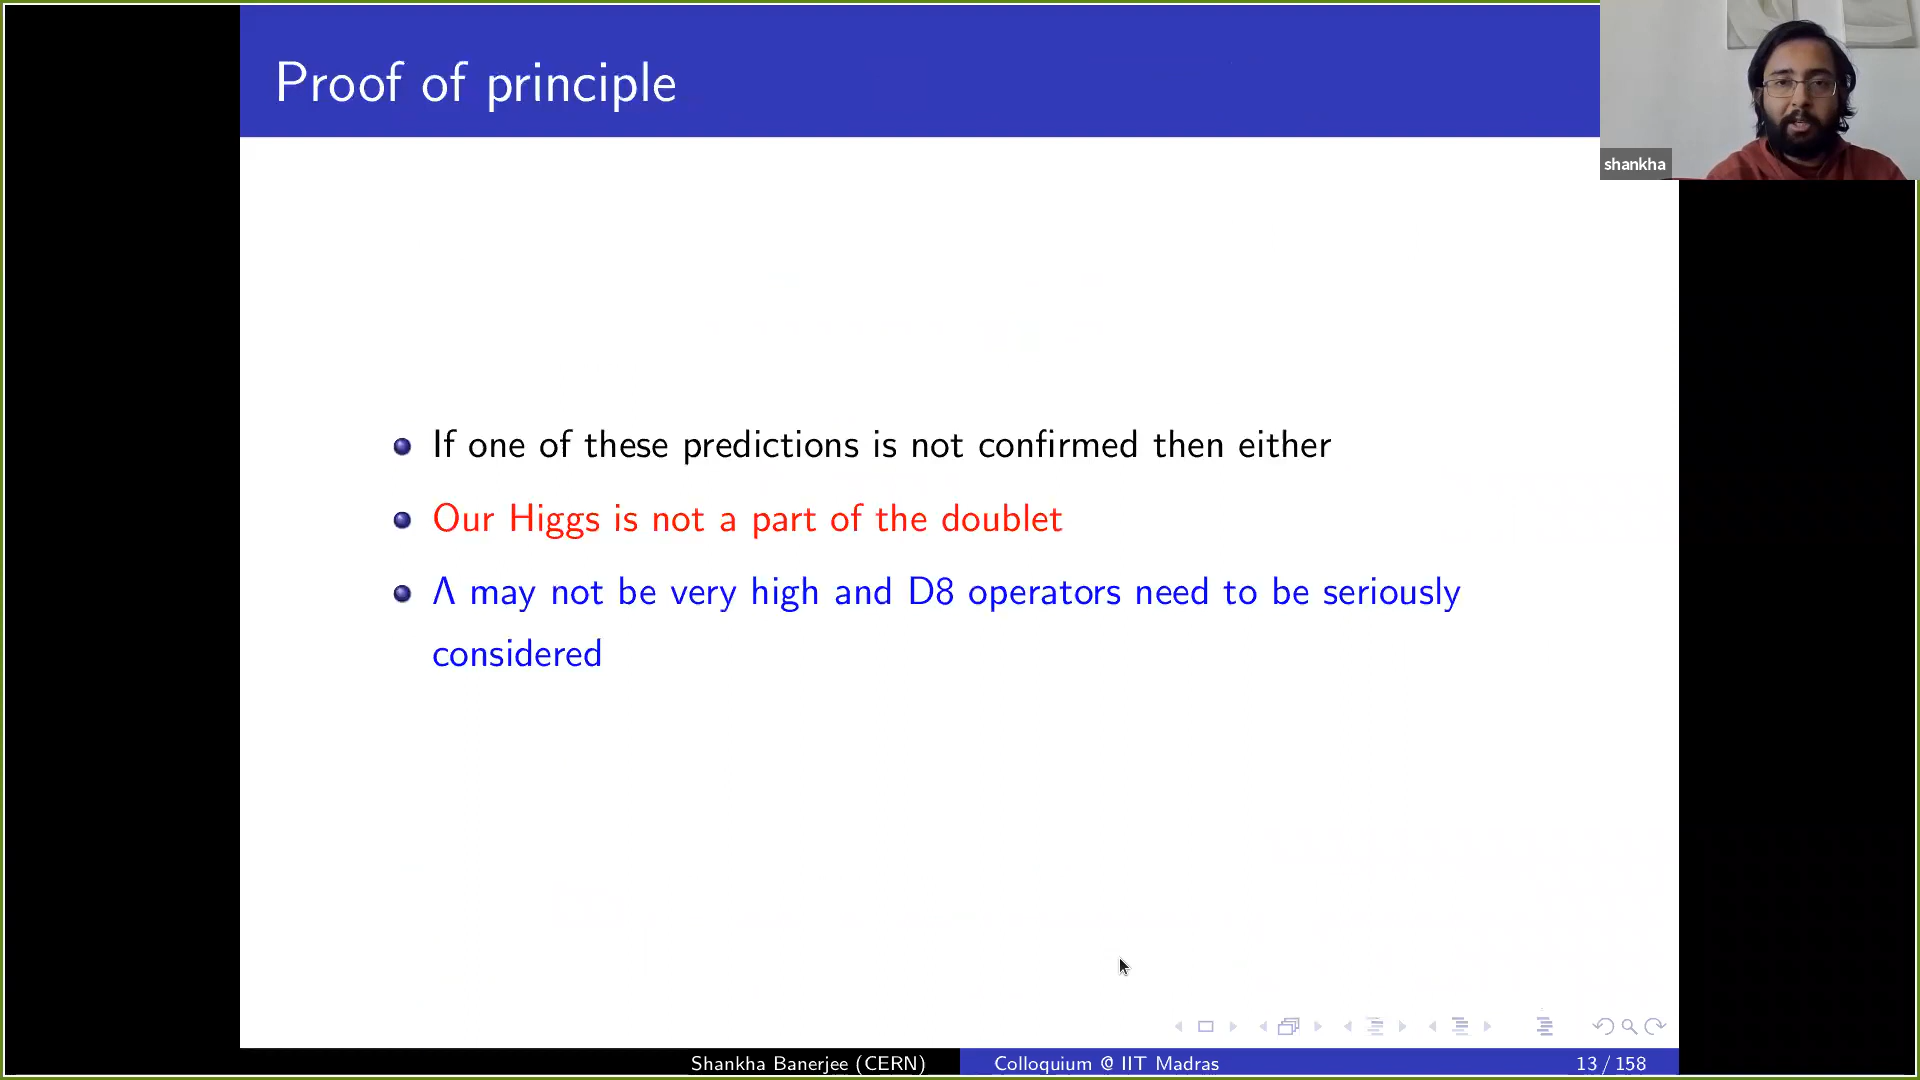 Proof of principle
shankha
If one of these predictions is not confirmed then either
Our Higgs is not a part of the doublet
Λ may not be very high and D8 operators need to be seriously
considered
Shankha Banerjee (CERN)
Colloquium @ IIT Madras
13 / 158